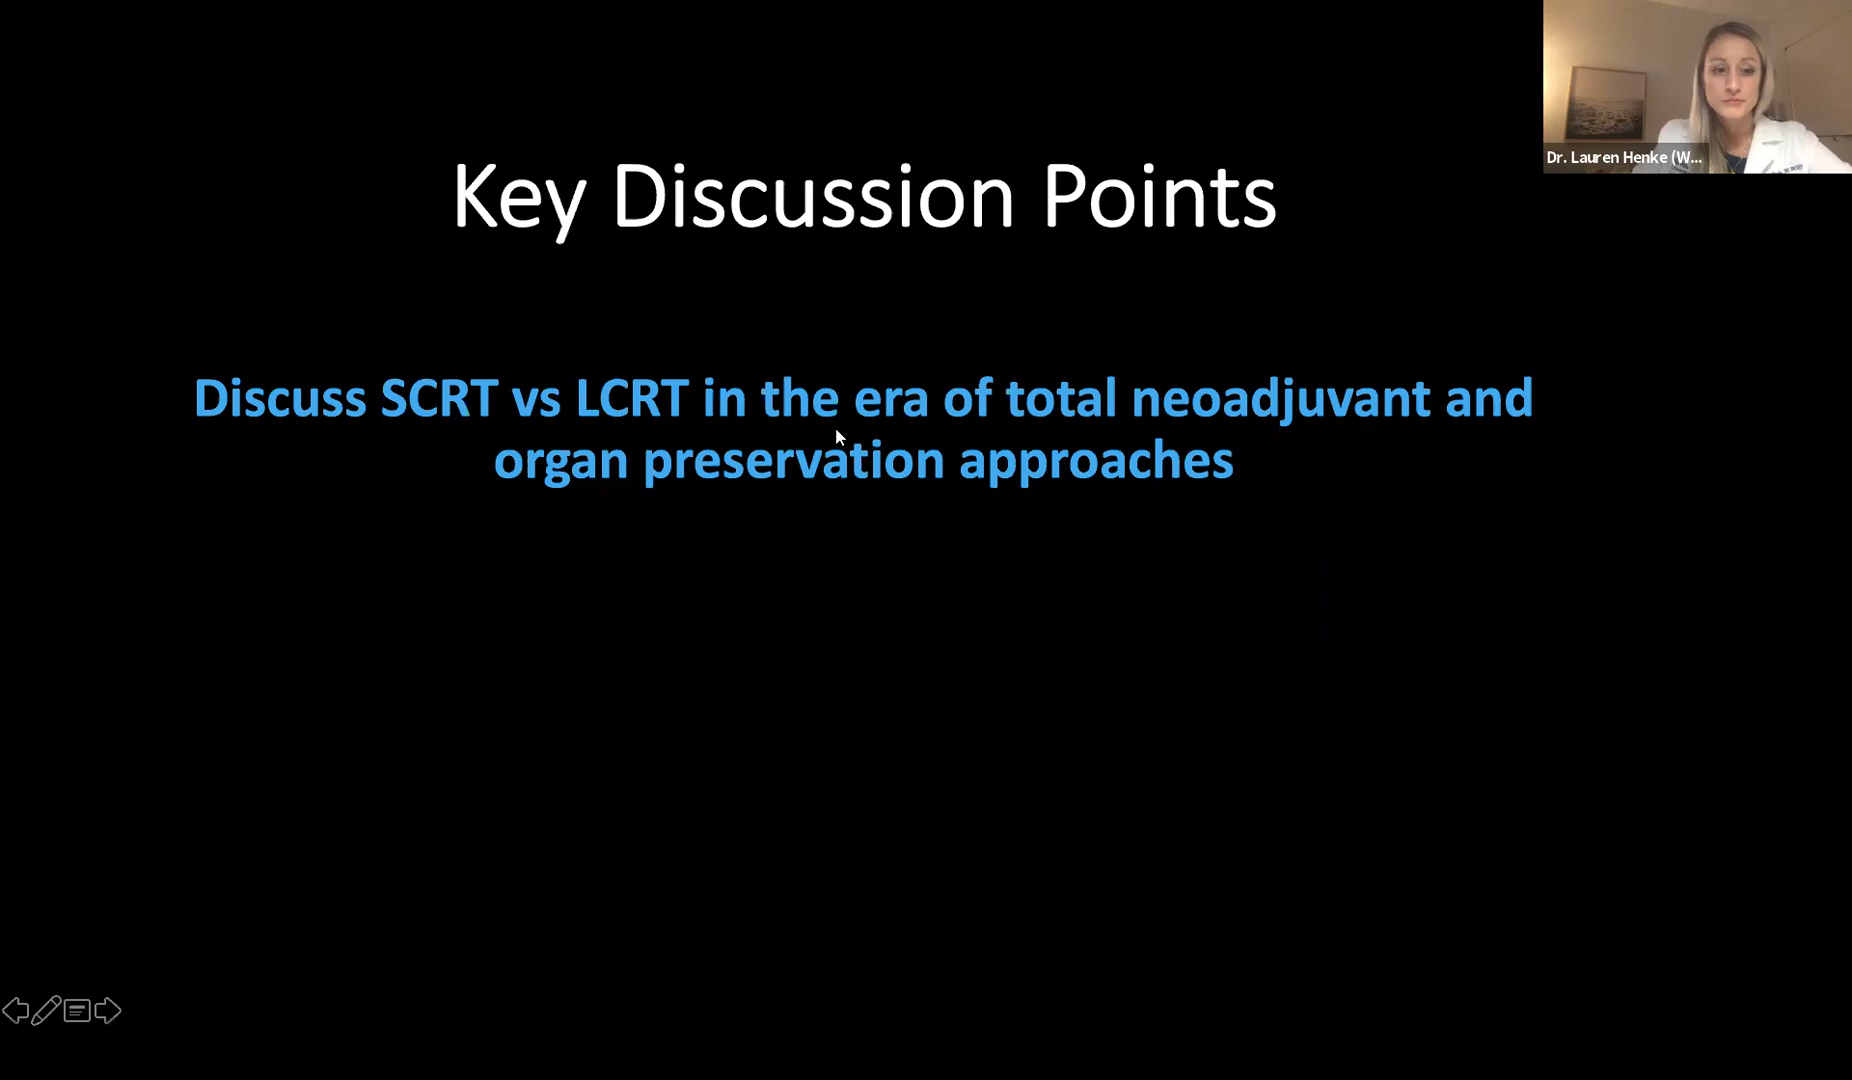 Dr. Lauren Henke (W...
Key Discussion Points
Discuss SCRT vs LCRT in the era of total neoadjuvant and
organ preservation approaches